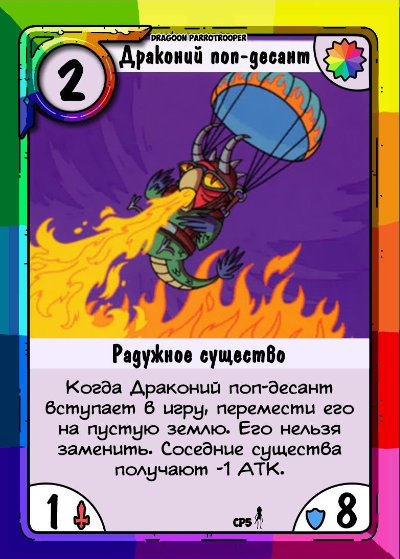 DRAGOON PARROTROOPER
2
Драконий поп-десант
Радужное существо
Когда Драконий поп-десант
вступает в игру, перемести его
на пустую землю. Его нельзя
заменить. Соседние существа
получают -1 АТК.
1
CP5
8